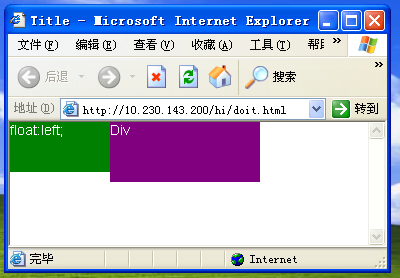 Title - Microsoft Internet Explorer
文件(F) 编辑(E) 查看(V) 收藏(A) 工具(T) 帮助 »
后退 » 搜索
地址(D) http://10.230.143.200/hi/doit.html 转到
float:left; Div
完毕 Internet